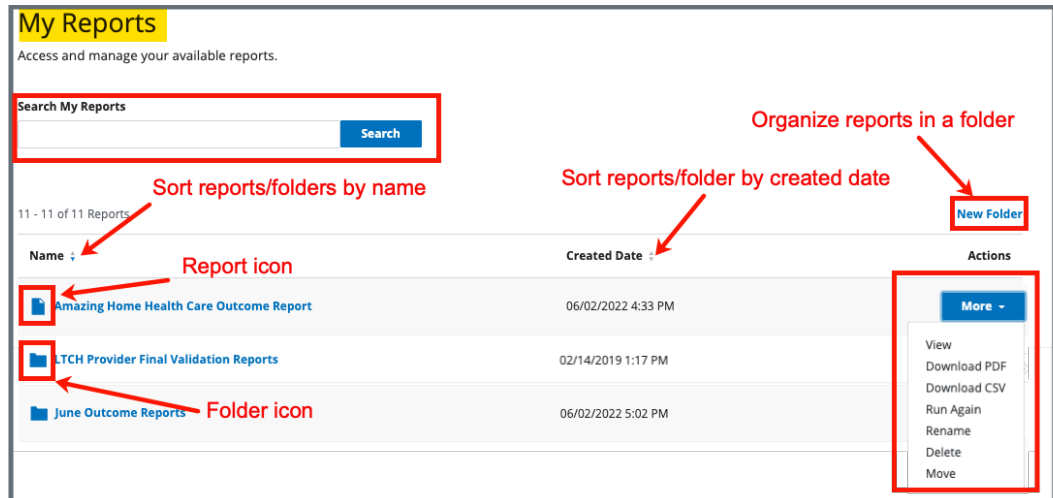 My Reports
Access and manage your available reports.
Search My Reports
Search
Organize reports in a folder
Sort reports/folders by name
Sort reports/folder by created date
11 - 11 of 11 Reports
New Folder
Name
Created Date
Actions
Report icon
Amazing Home Health Care Outcome Report
06/02/2022 4:33 PM
More
View
LTCH Provider Final Validation Reports
02/14/2019 1:17 PM
Download PDF
Download CSV
Folder icon
June Outcome Reports
06/02/2022 5:02 PM
Run Again
Rename
Delete
Move